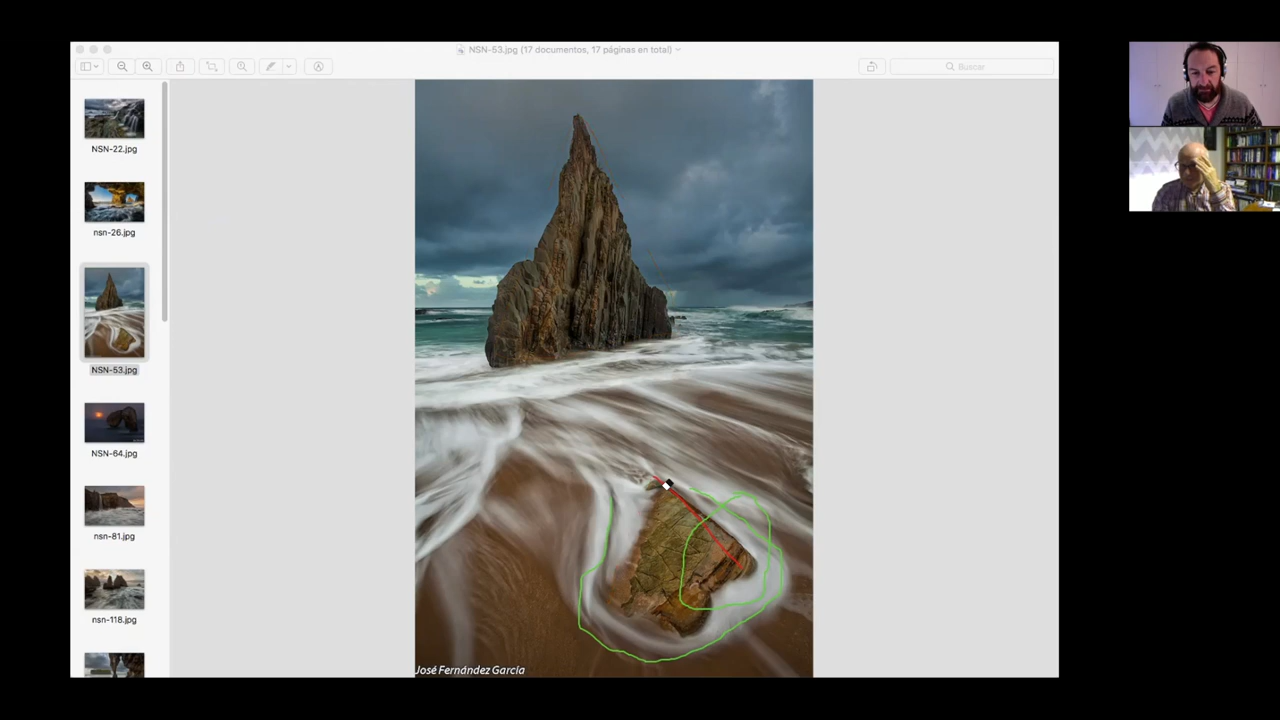 NSN-53.jpg (17 documentos, 17 páginas en total)
Buscar
NSN-22.jpg
nsn-26.jpg
NSN-53.jpg
NSN-64.jpg
nsn-81.jpg
nsn-118.jpg
José Fernández García